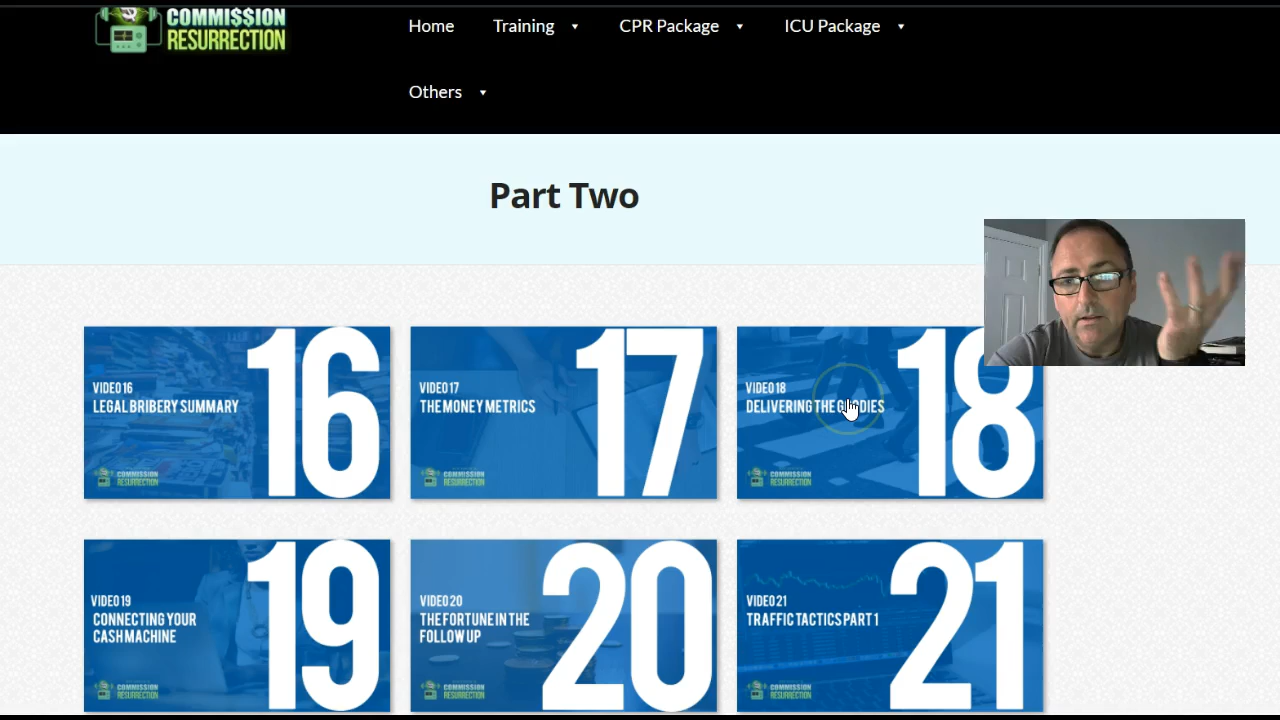 COMMI$$ION
RESURRECTION
Home Training CPR Package ICU Package
Others
Part Two
16
VIDEO 16
LEGAL BRIBERY SUMMARY
COMMISSION
RESURRECTION
17
VIDEO 17
THE MONEY METRICS
COMMISSION
RESURRECTION
18
VIDEO 18
DELIVERING THE GOODIES
COMMISSION
RESURRECTION
19
VIDEO 19
CONNECTING YOUR
CASH MACHINE
COMMISSION
RESURRECTION
20
VIDEO 20
THE FORTUNE IN THE
FOLLOW UP
COMMISSION
RESURRECTION
21
VIDEO 21
TRAFFIC TACTICS PART 1
COMMISSION
RESURRECTION